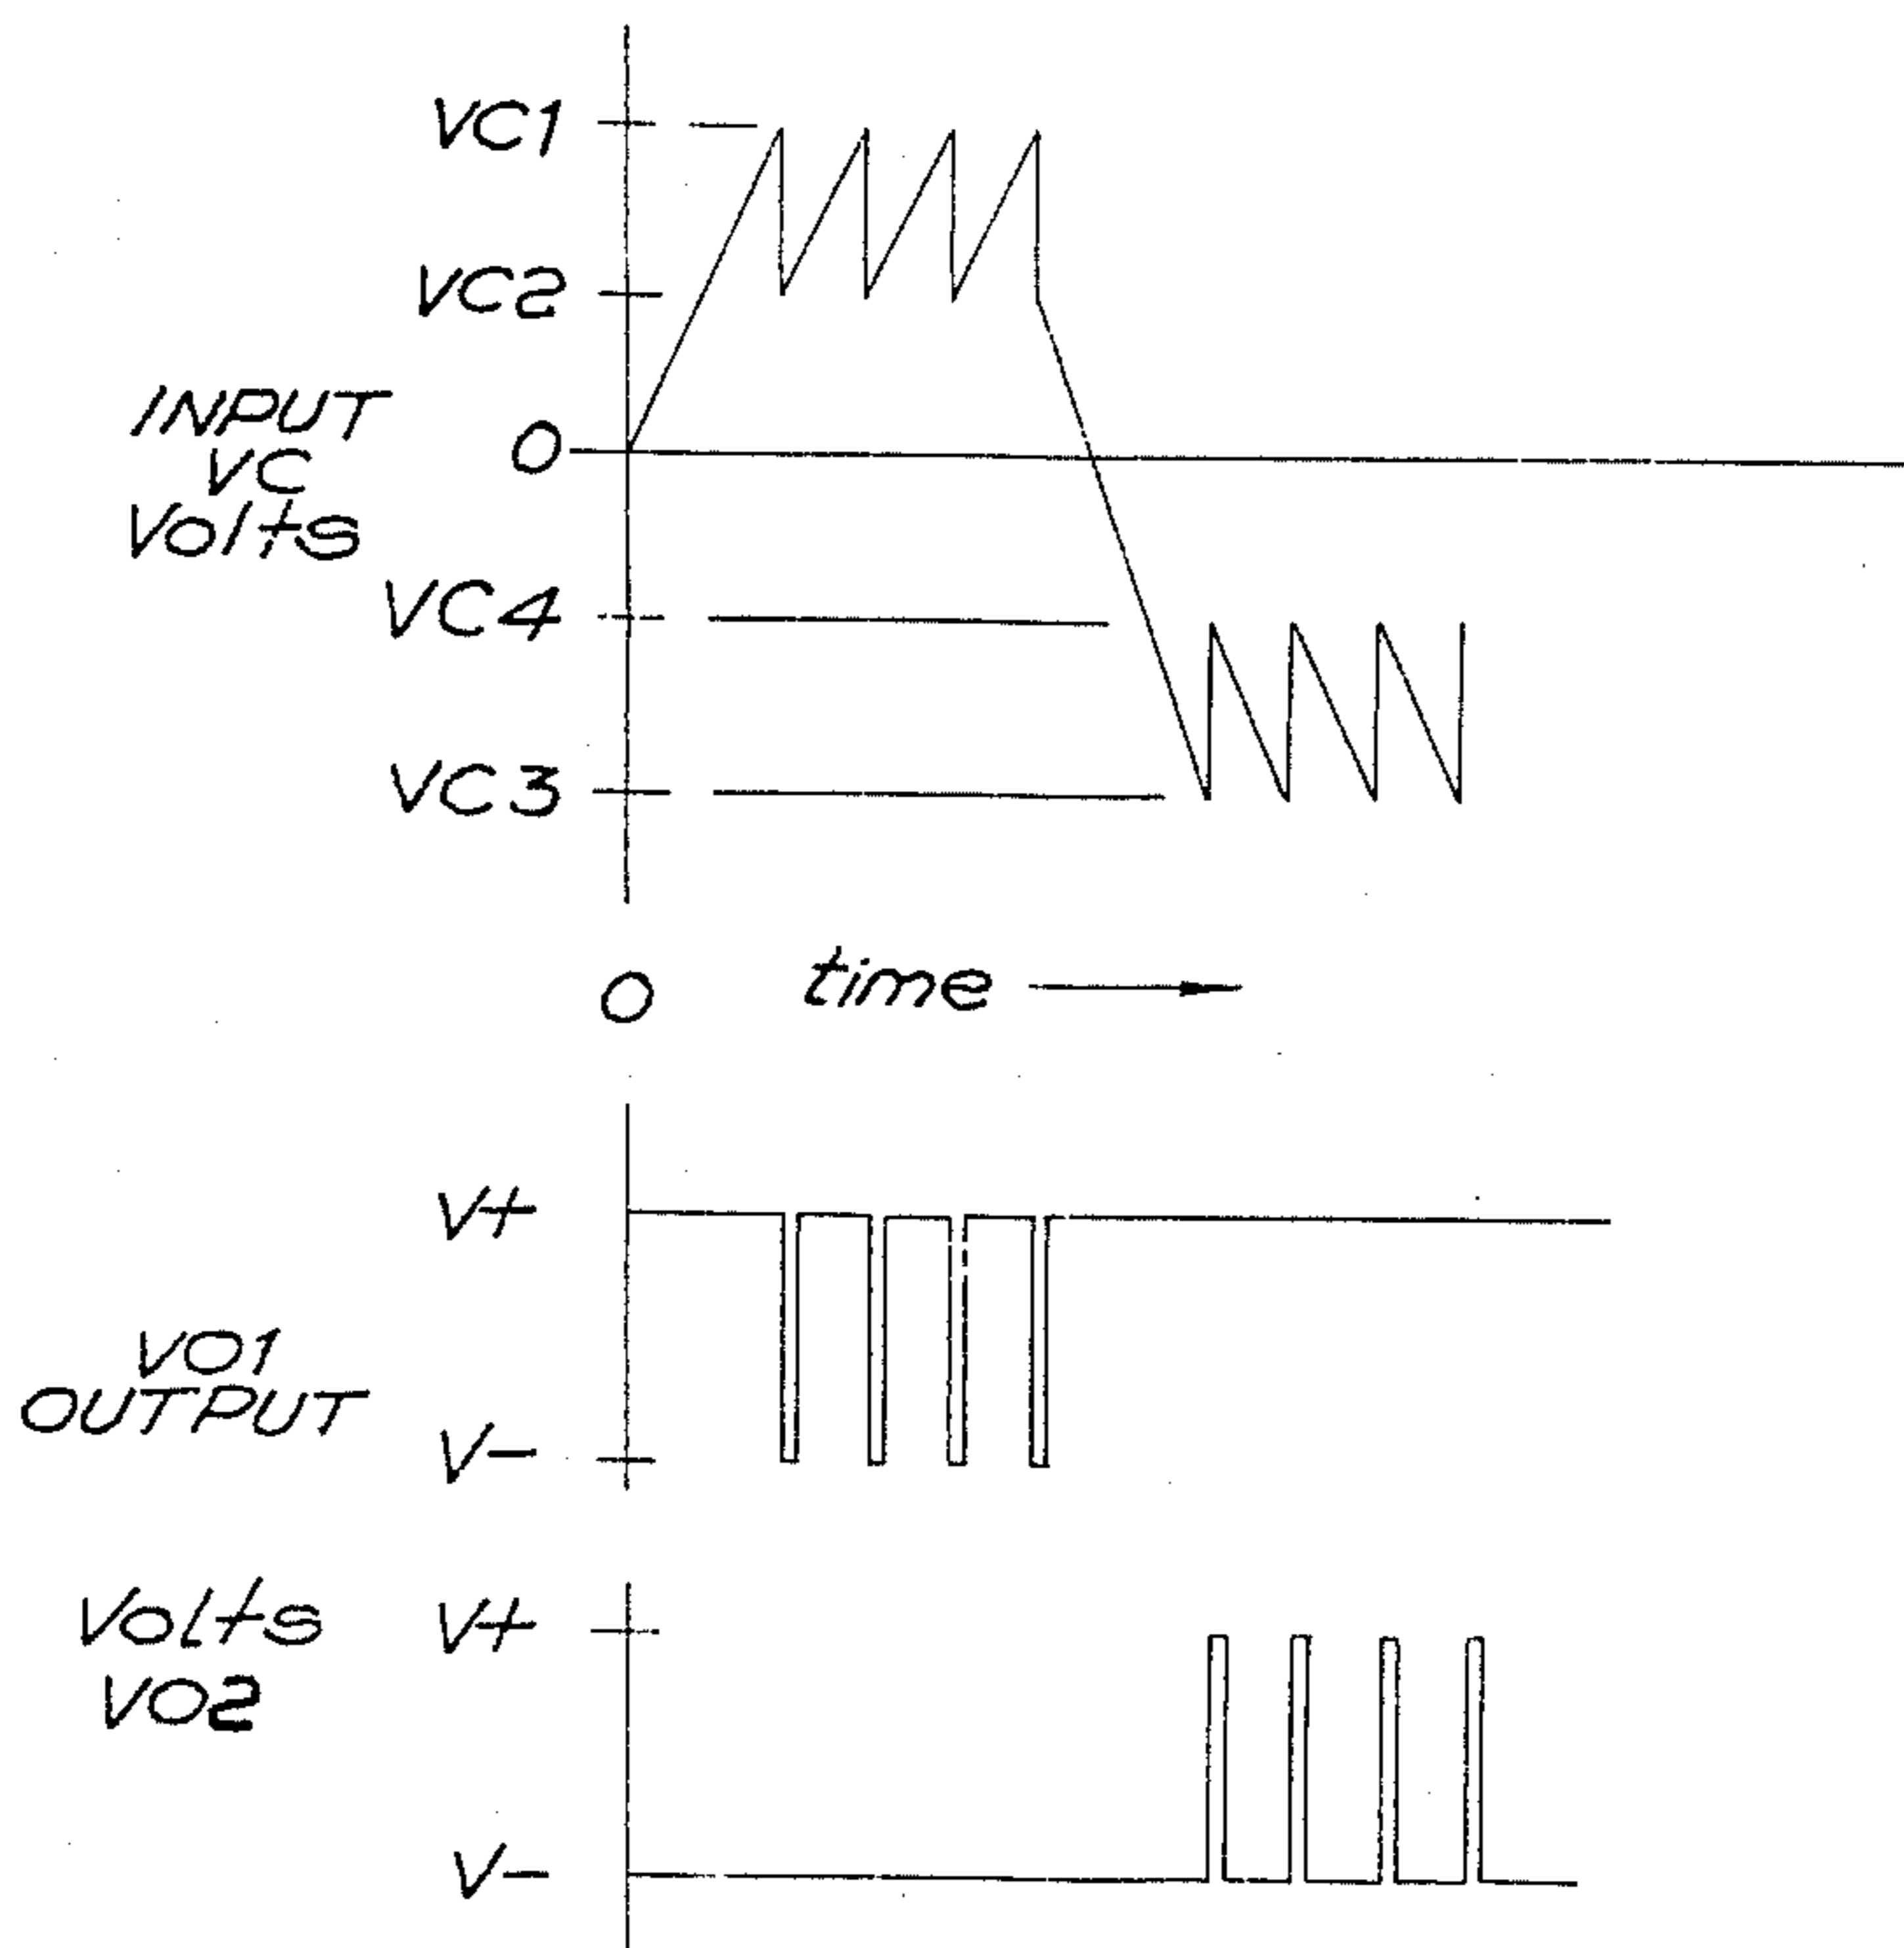 VC1
VC2
INPUT
VC
Volts
0
VC4
VC3
0 time
V+
VO1
OUTPUT
V-
Volts
VO2
V+
V-